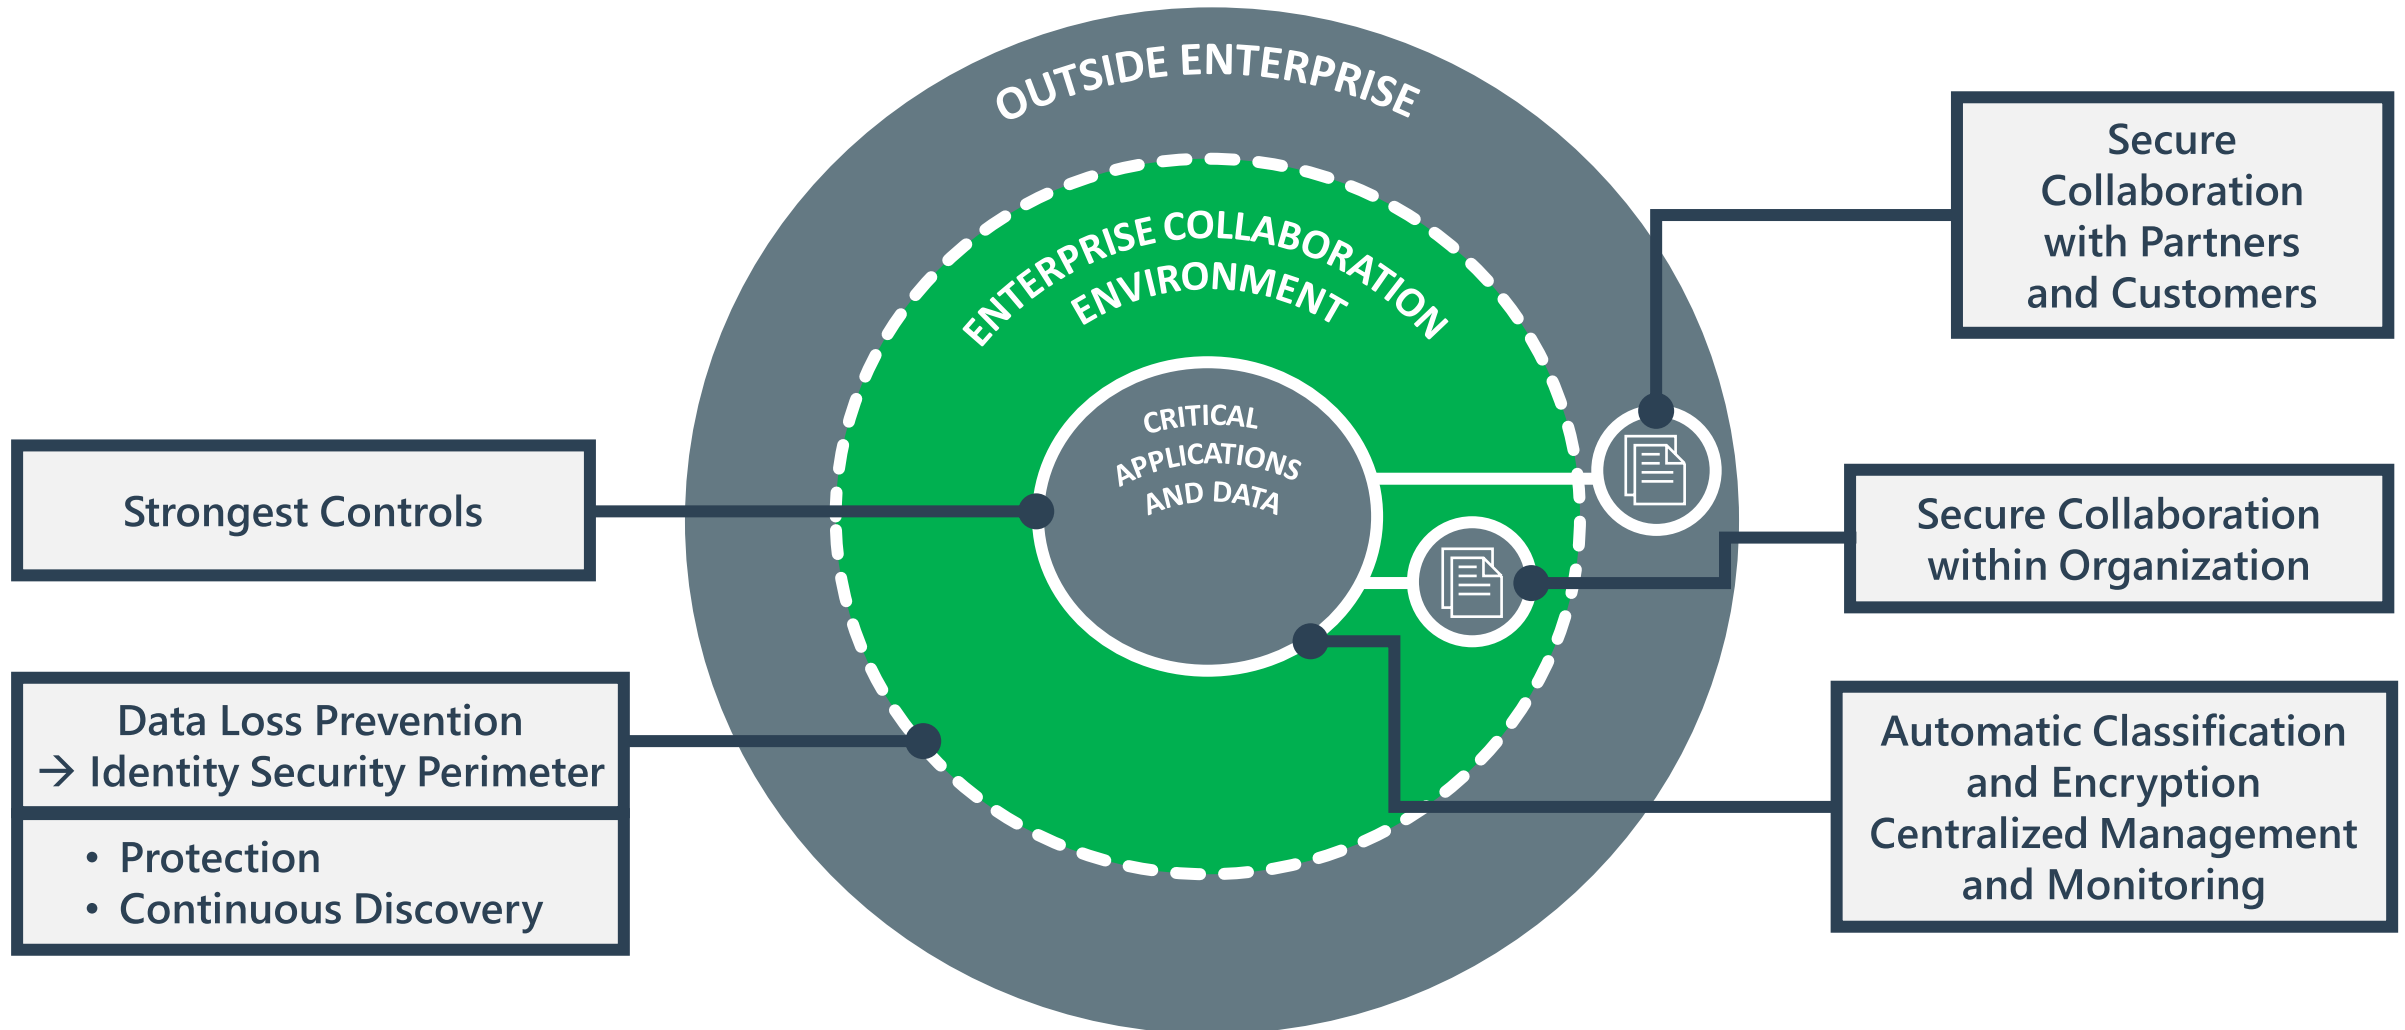 OUTSIDE ENTERPRISE
ENTERPRISE COLLABORATION
ENVIRONMENT
CRITICAL
APPLICATIONS
AND DATA
Strongest Controls
Data Loss Prevention
→ Identity Security Perimeter
• Protection
• Continuous Discovery
Secure
Collaboration
with Partners
and Customers
Secure Collaboration
within Organization
Automatic Classification
and Encryption
Centralized Management
and Monitoring